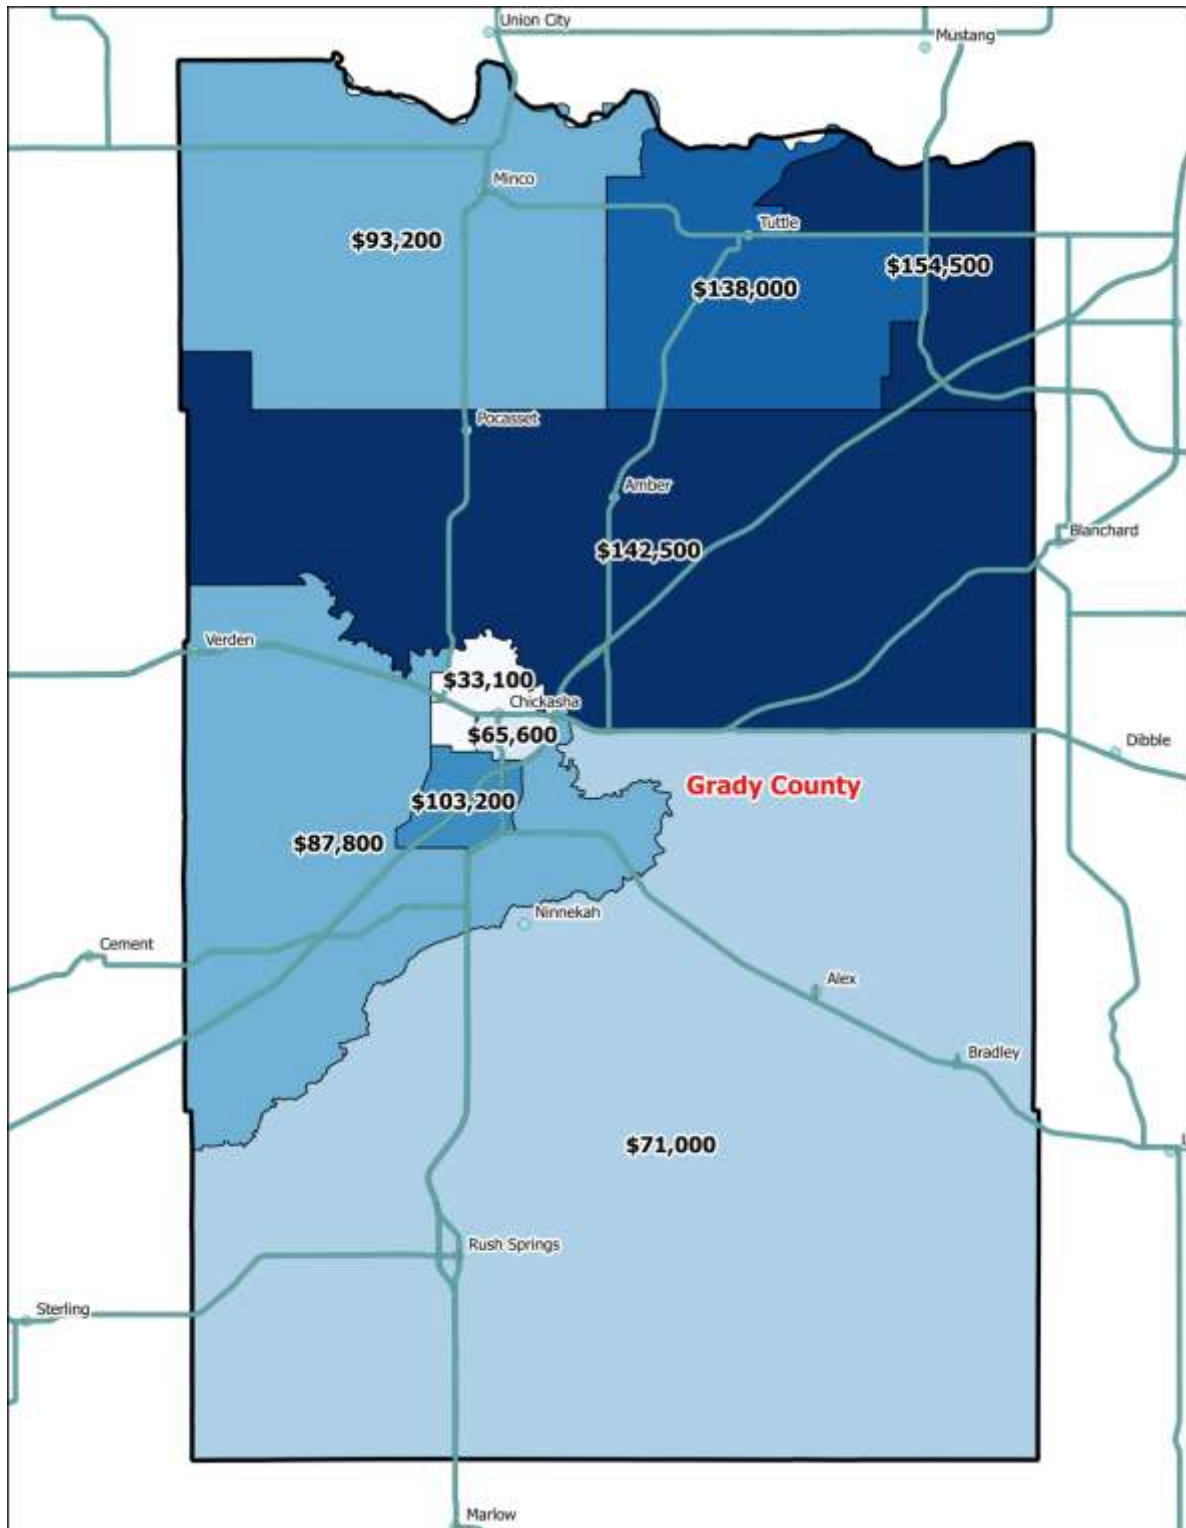 Union City
Mustang
Minco
Tuttle
$93,200
$154,500
$138,000
Pocasset
Amber
Blanchard
$142,500
Verden
$33,100
Chickasha
$65,600
Dibble
Grady County
$103,200
$87,800
Ninnekah
Cement
Alex
Bradley
$71,000
L
Rush Springs
Sterling
Marlow